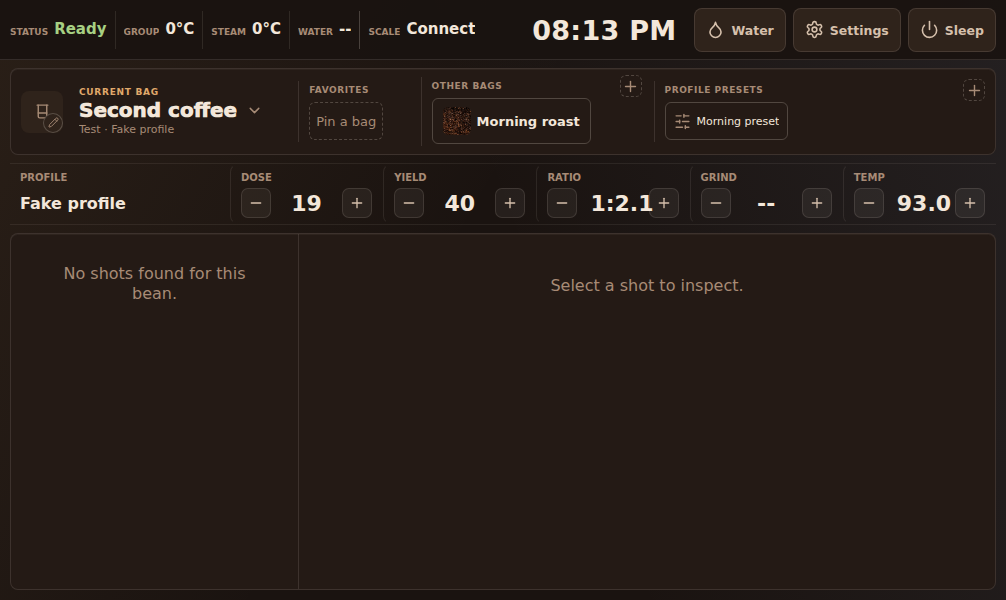 STATUS Ready GROUP 0°C STEAM 0°C WATER -- SCALE Connect 08:13 PM Water Settings Sleep
CURRENT BAG
Second coffee
Test · Fake profile
FAVORITES
Pin a bag
OTHER BAGS
Morning roast
PROFILE PRESETS
Morning preset
PROFILE
Fake profile
DOSE
− 19 +
YIELD
− 40 +
RATIO
− 1:2.1 +
GRIND
− -- +
TEMP
− 93.0 +
No shots found for this
bean.
Select a shot to inspect.